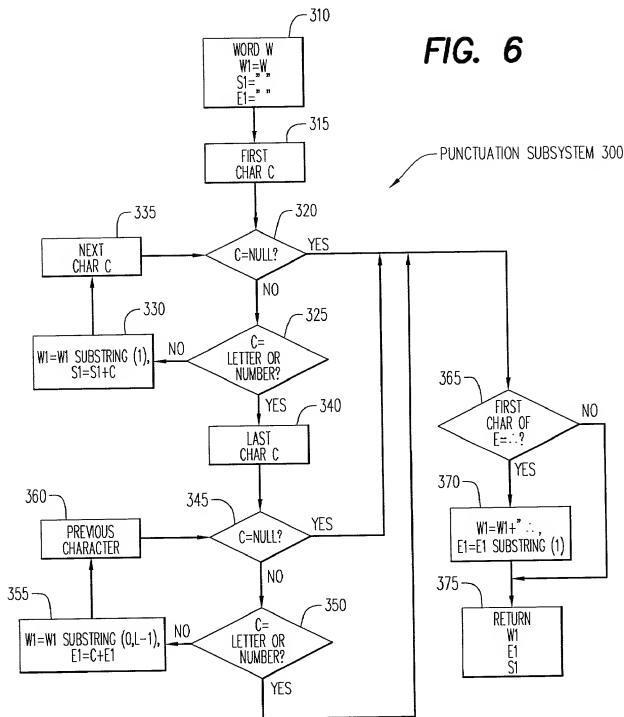 310
WORD W
W1=W
S1=" "
E1=" "
FIG. 6
315
FIRST
CHAR C
PUNCTUATION SUBSYSTEM 300
335
NEXT
CHAR C
320
C=NULL?
YES
NO
330
W1=W1 SUBSTRING (1),
S1=S1+C
NO
325
C=
LETTER OR
NUMBER?
YES
340
LAST
CHAR C
365
FIRST
CHAR OF
E=∴?
NO
YES
360
PREVIOUS
CHARACTER
345
C=NULL?
YES
NO
370
W1=W1+" ∴,
E1=E1 SUBSTRING (1)
355
W1=W1 SUBSTRING (0,L-1),
E1=C+E1
NO
350
C=
LETTER OR
NUMBER?
YES
375
RETURN
W1
E1
S1